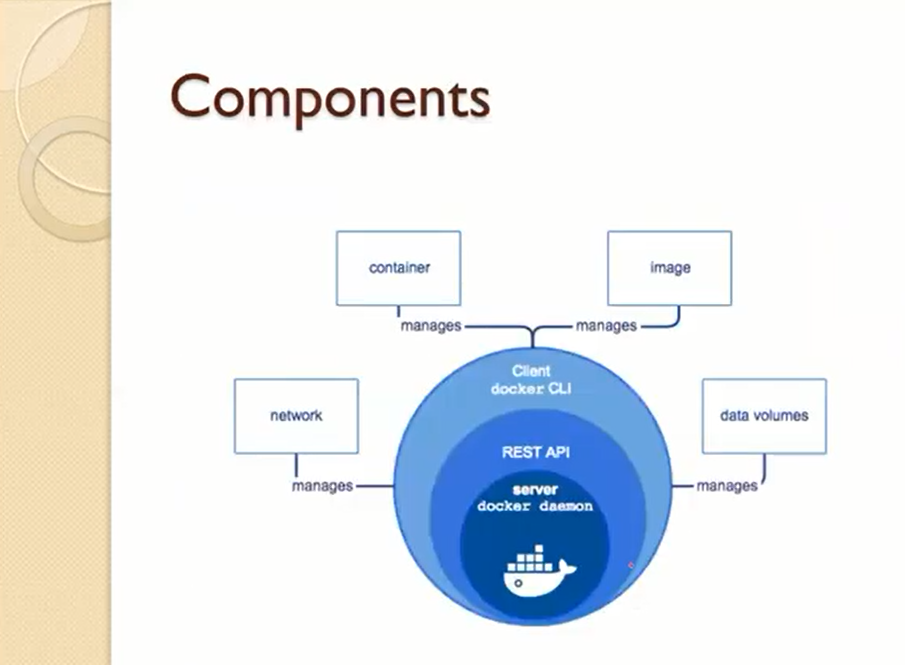 Components
container
image
manages
manages
Client
docker CLI
network
data volumes
REST API
manages
manages
server
docker daemon